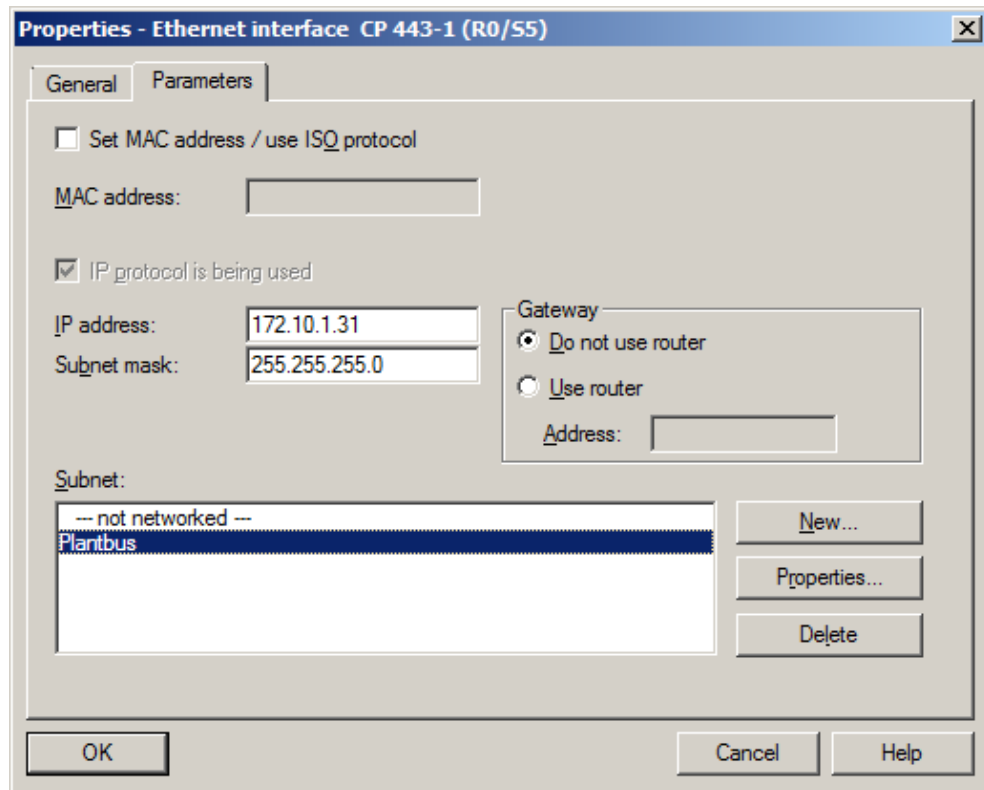 Properties - Ethernet interface CP 443-1 (R0/S5)
General
Parameters
Set MAC address / use ISO protocol
MAC address:
IP protocol is being used
IP address:
172.10.1.31
Subnet mask:
255.255.255.0
Gateway
Do not use router
Use router
Address:
Subnet:
--- not networked ---
Plantbus
New...
Properties...
Delete
OK
Cancel
Help